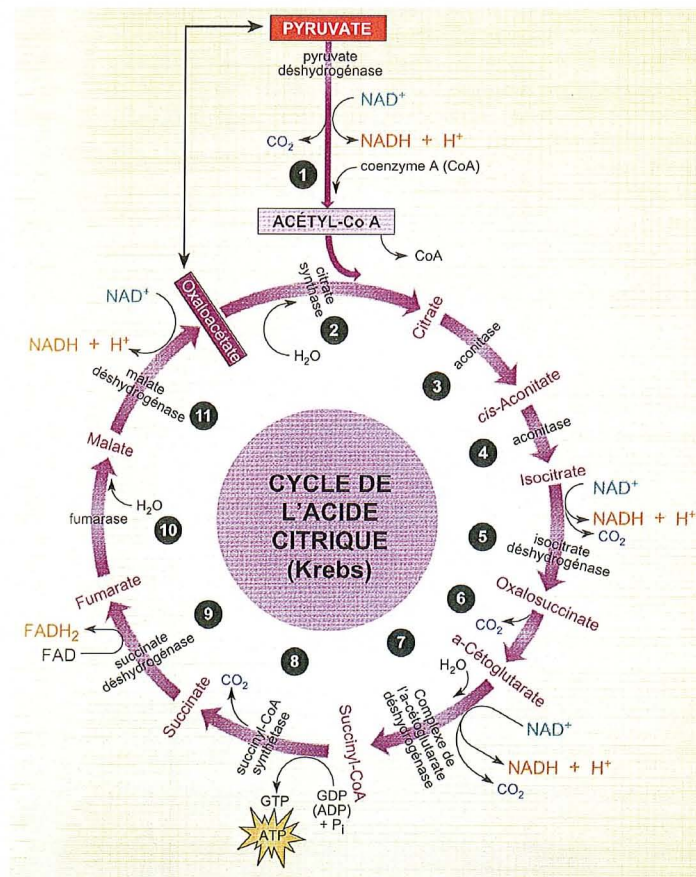 PYRUVATE
pyruvate
déshydrogénase
NAD⁺
CO₂
NADH + H⁺
1
coenzyme A (CoA)
ACÉTYL-Co A
CoA
Oxaloacétate
citrate
synthase
2
H₂O
Citrate
aconitase
3
cis-Aconitate
aconitase
4
Isocitrate
NAD⁺
NADH + H⁺
CO₂
isocitrate
déshydrogénase
5
Oxalosuccinate
6
CO₂
a-Cétoglutarate
H₂O
7
Complexe de
l'a-cétoglutarate
déshydrogénase
NAD⁺
NADH + H⁺
CO₂
Succinyl-CoA
8
CO₂
succinyl-CoA
synthétase
GTP
GDP
(ADP)
+ Pi
ATP
Succinate
9
succinate
déshydrogénase
FADH₂
FAD
Fumarate
10
fumarase
H₂O
Malate
11
malate
déshydrogénase
NAD⁺
NADH + H⁺
CYCLE DE
L'ACIDE
CITRIQUE
(Krebs)